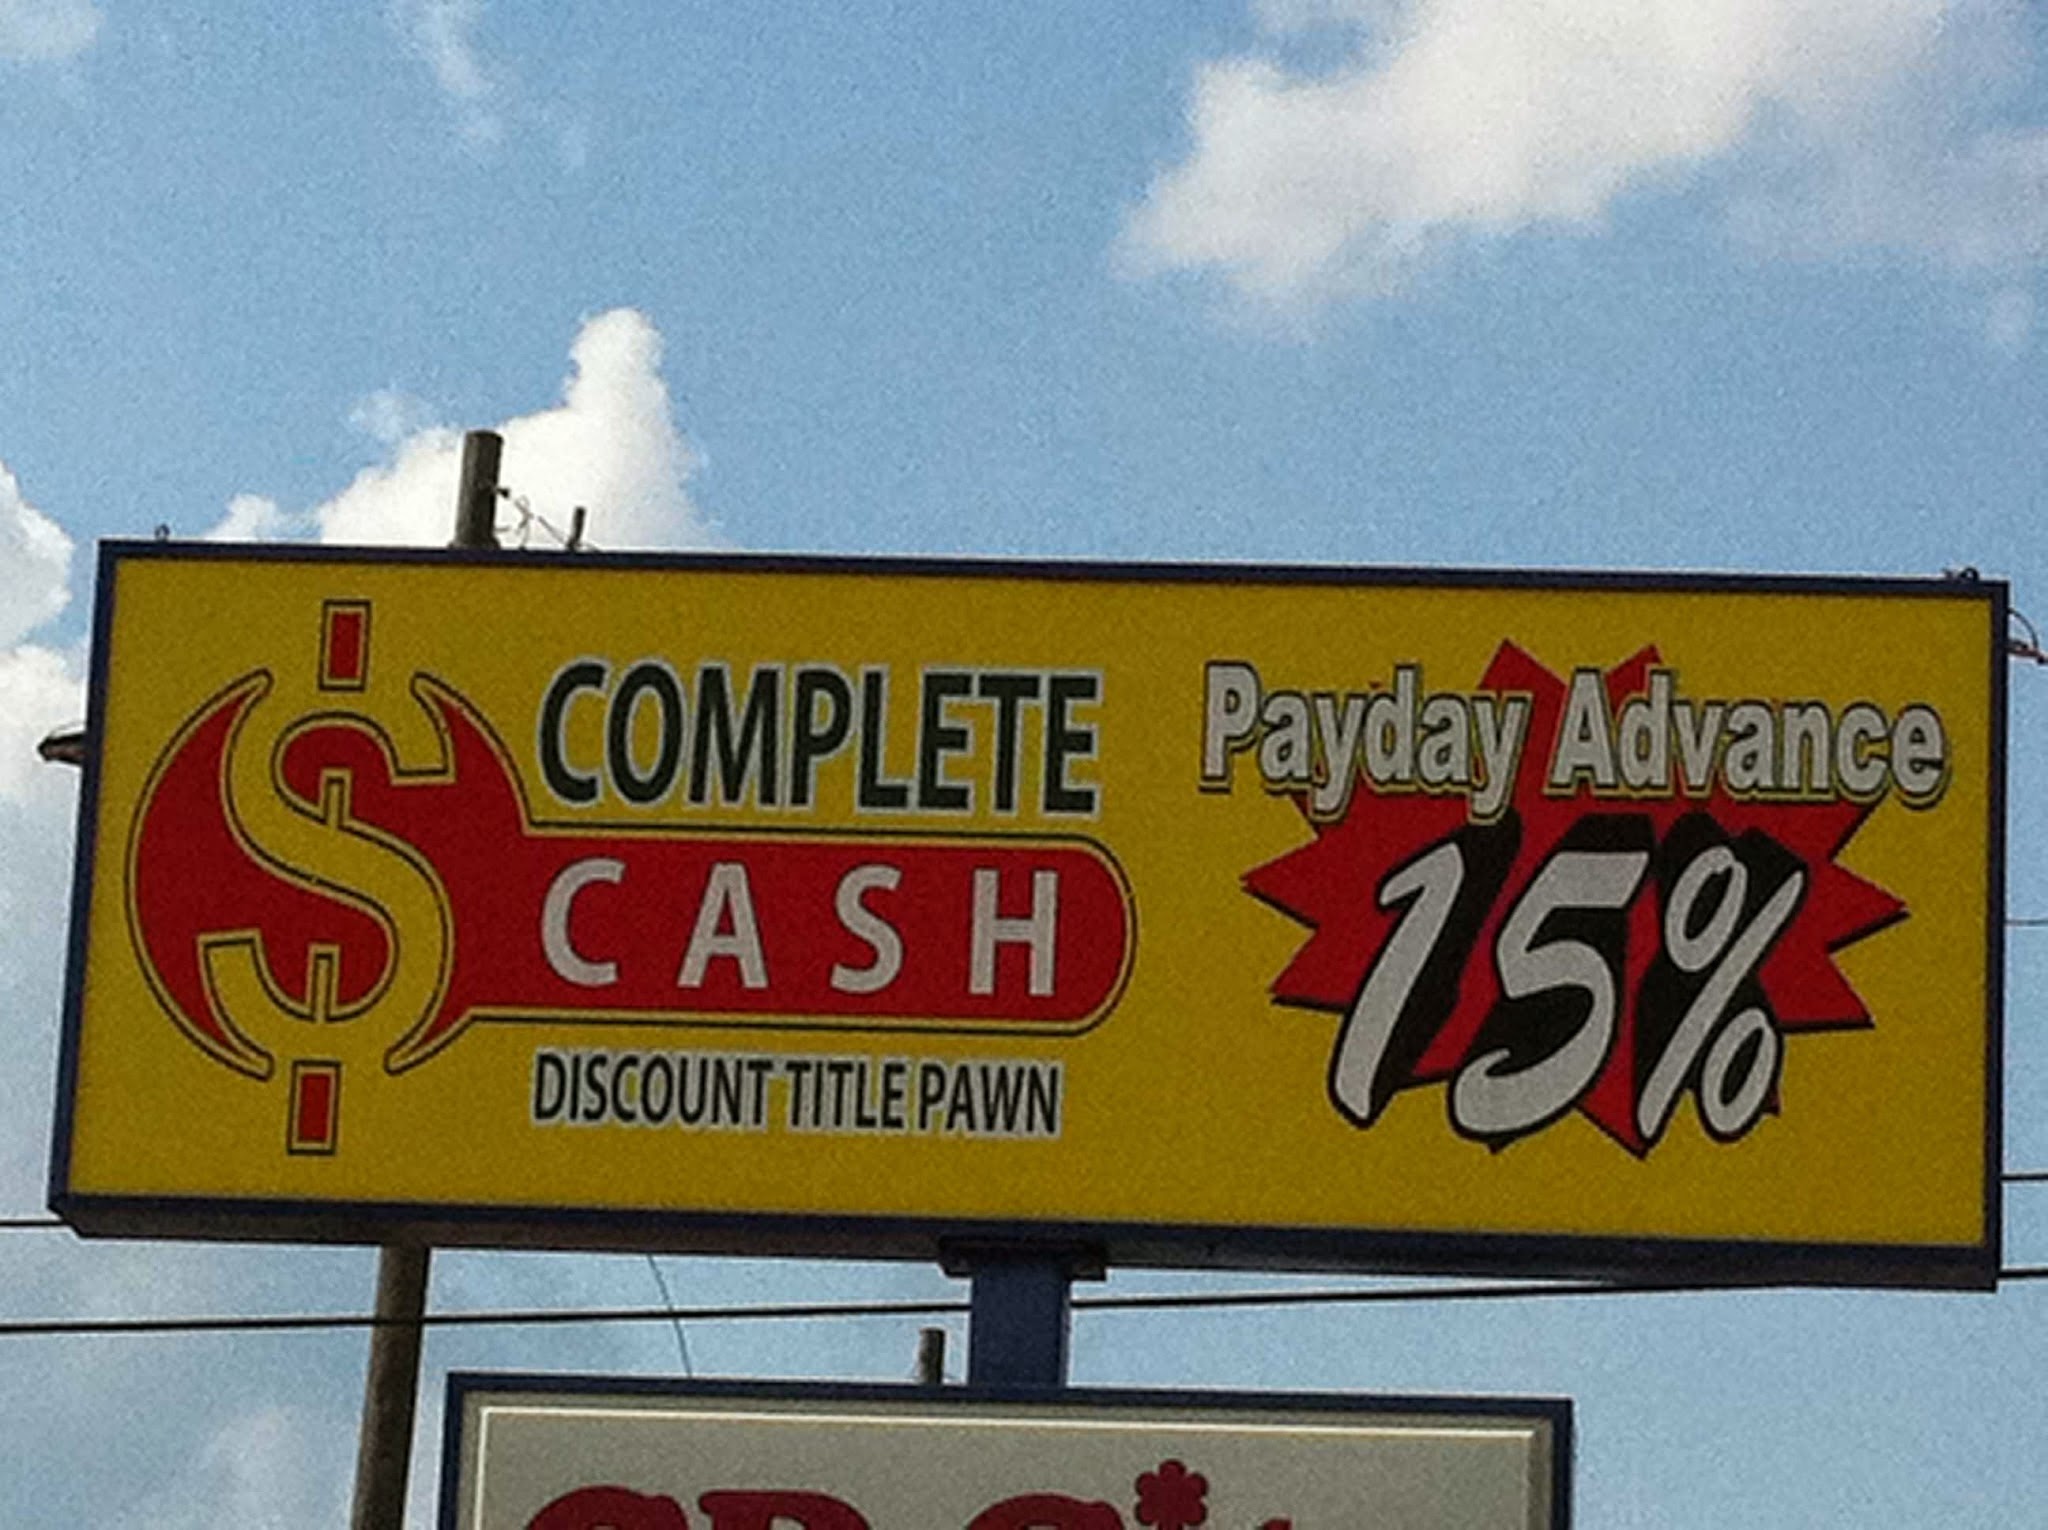 $
COMPLETE
CASH
DISCOUNT TITLE PAWN
Payday Advance
15%